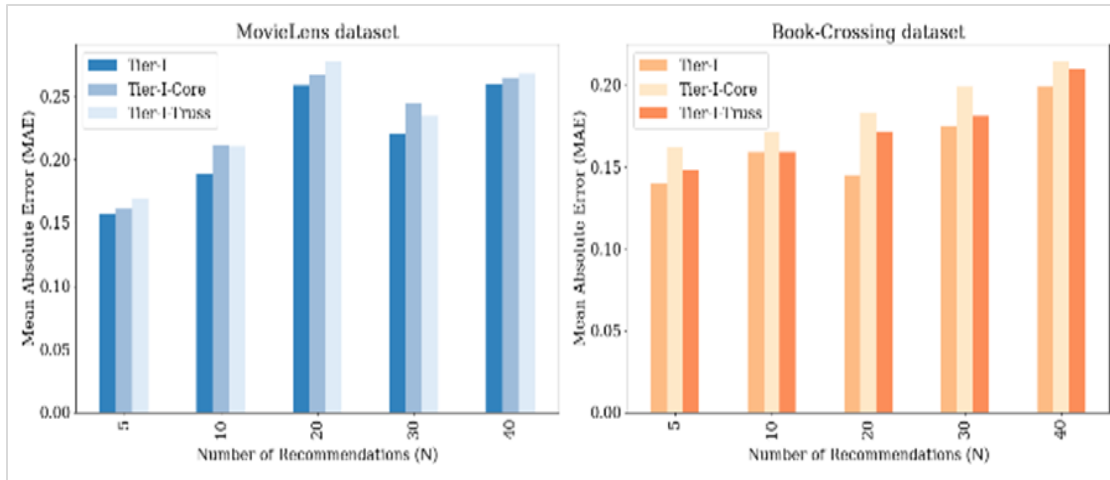 MovieLens dataset
Mean Absolute Error (MAE)
0.25
0.20
0.15
0.10
0.05
0.00
Tier-I
Tier-I-Core
Tier-I-Truss
5
10
20
30
40
Number of Recommendations (N)
Book-Crossing dataset
Mean Absolute Error (MAE)
0.20
0.15
0.10
0.05
0.00
Tier-I
Tier-I-Core
Tier-I-Truss
5
10
20
30
40
Number of Recommendations (N)